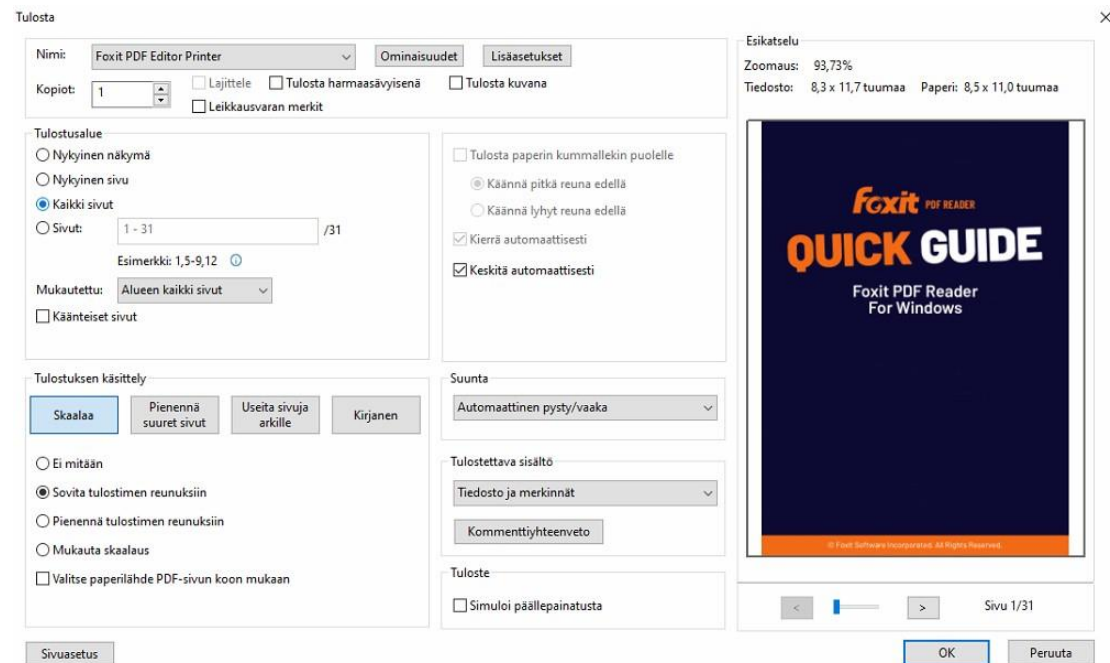 Tulosta
Nimi: Foxit PDF Editor Printer Ominaisuudet Lisäasetukset
Kopiot: 1 Lajittele Tulosta harmaasävyisenä Tulosta kuvana
Leikkausvaran merkit
Tulostusalue
Nykyinen näkymä
Nykyinen sivu
Kaikki sivut
Sivut: 1 - 31 /31
Esimerkki: 1,5-9,12
Mukautettu: Alueen kaikki sivut
Käänteiset sivut
Tulosta paperin kummallekin puolelle
Käännä pitkä reuna edellä
Käännä lyhyt reuna edellä
Kierrä automaattisesti
Keskitä automaattisesti
Tulostuksen käsittely
Skaalaa
Pienennä
suuret sivut
Useita sivuja
arkille
Kirjanen
Ei mitään
Sovita tulostimen reunuksiin
Pienennä tulostimen reunuksiin
Mukauta skaalaus
Valitse paperilähde PDF-sivun koon mukaan
Suunta
Automaattinen pysty/vaaka
Tulostettava sisältö
Tiedosto ja merkinnät
Kommenttiyhteenveto
Tuloste
Simuloi päällepainatusta
Esikatselu
Zoomaus: 93,73%
Tiedosto: 8,3 x 11,7 tuumaa Paperi: 8,5 x 11,0 tuumaa
Foxit PDF READER
QUICK GUIDE
Foxit PDF Reader
For Windows
© Foxit Software Incorporated. All Rights Reserved.
< > Sivu 1/31
Sivuasetus OK Peruuta